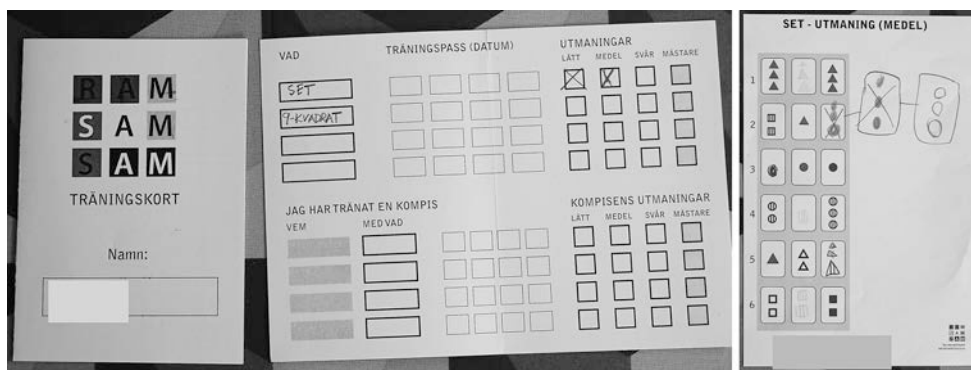 RAM
SAM
SAM
TRÄNINGSKORT
Namn:
VAD
TRÄNINGSPASS (DATUM)
UTMANINGAR
LÄTT MEDEL SVÅR MÄSTARE
SET
9-KVADRAT
JAG HAR TRÄNAT EN KOMPIS
KOMPISENS UTMANINGAR
VEM
MED VAD
LÄTT MEDEL SVÅR MÄSTARE
SET - UTMANING (MEDEL)
1
2
3
4
5
6